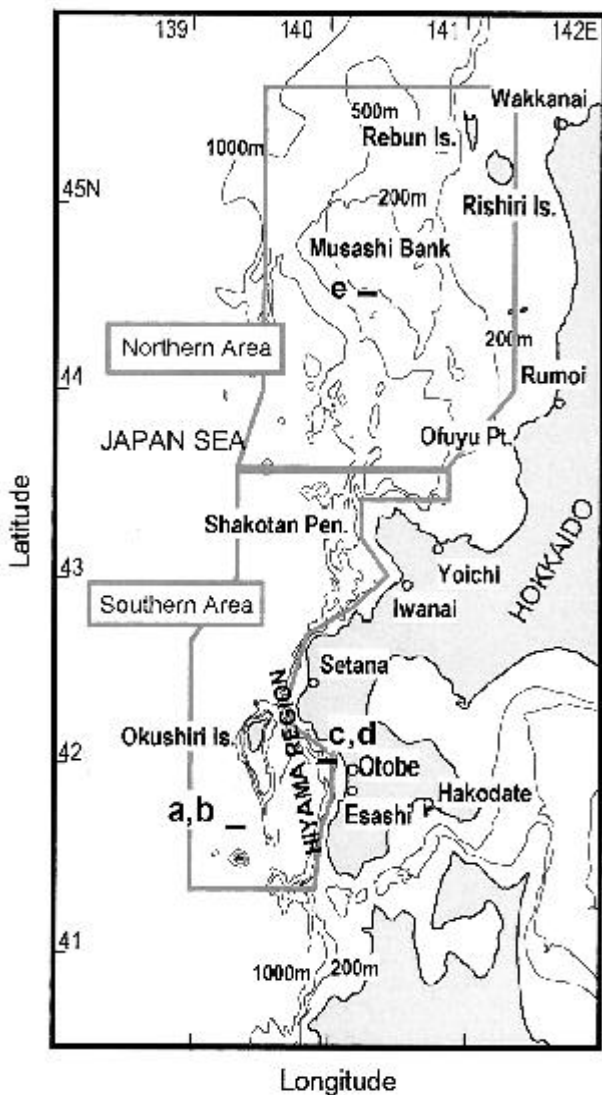 139
140
141
142E
Wakkanai
500m
Rebun Is.
1000m
45N
200m
Rishiri Is.
Musashi Bank
e
Northern Area
200m
44
Rumoi
JAPAN SEA
Ofuyu Pt.
Shakotan Pen.
Latitude
43
Yoichi
HOKKAIDO
Southern Area
Iwanai
Setana
Okushiri Is.
HIYAMA REGION
42
c,d
Otobe
a,b
Esashi
Hakodate
41
1000m
200m
Longitude